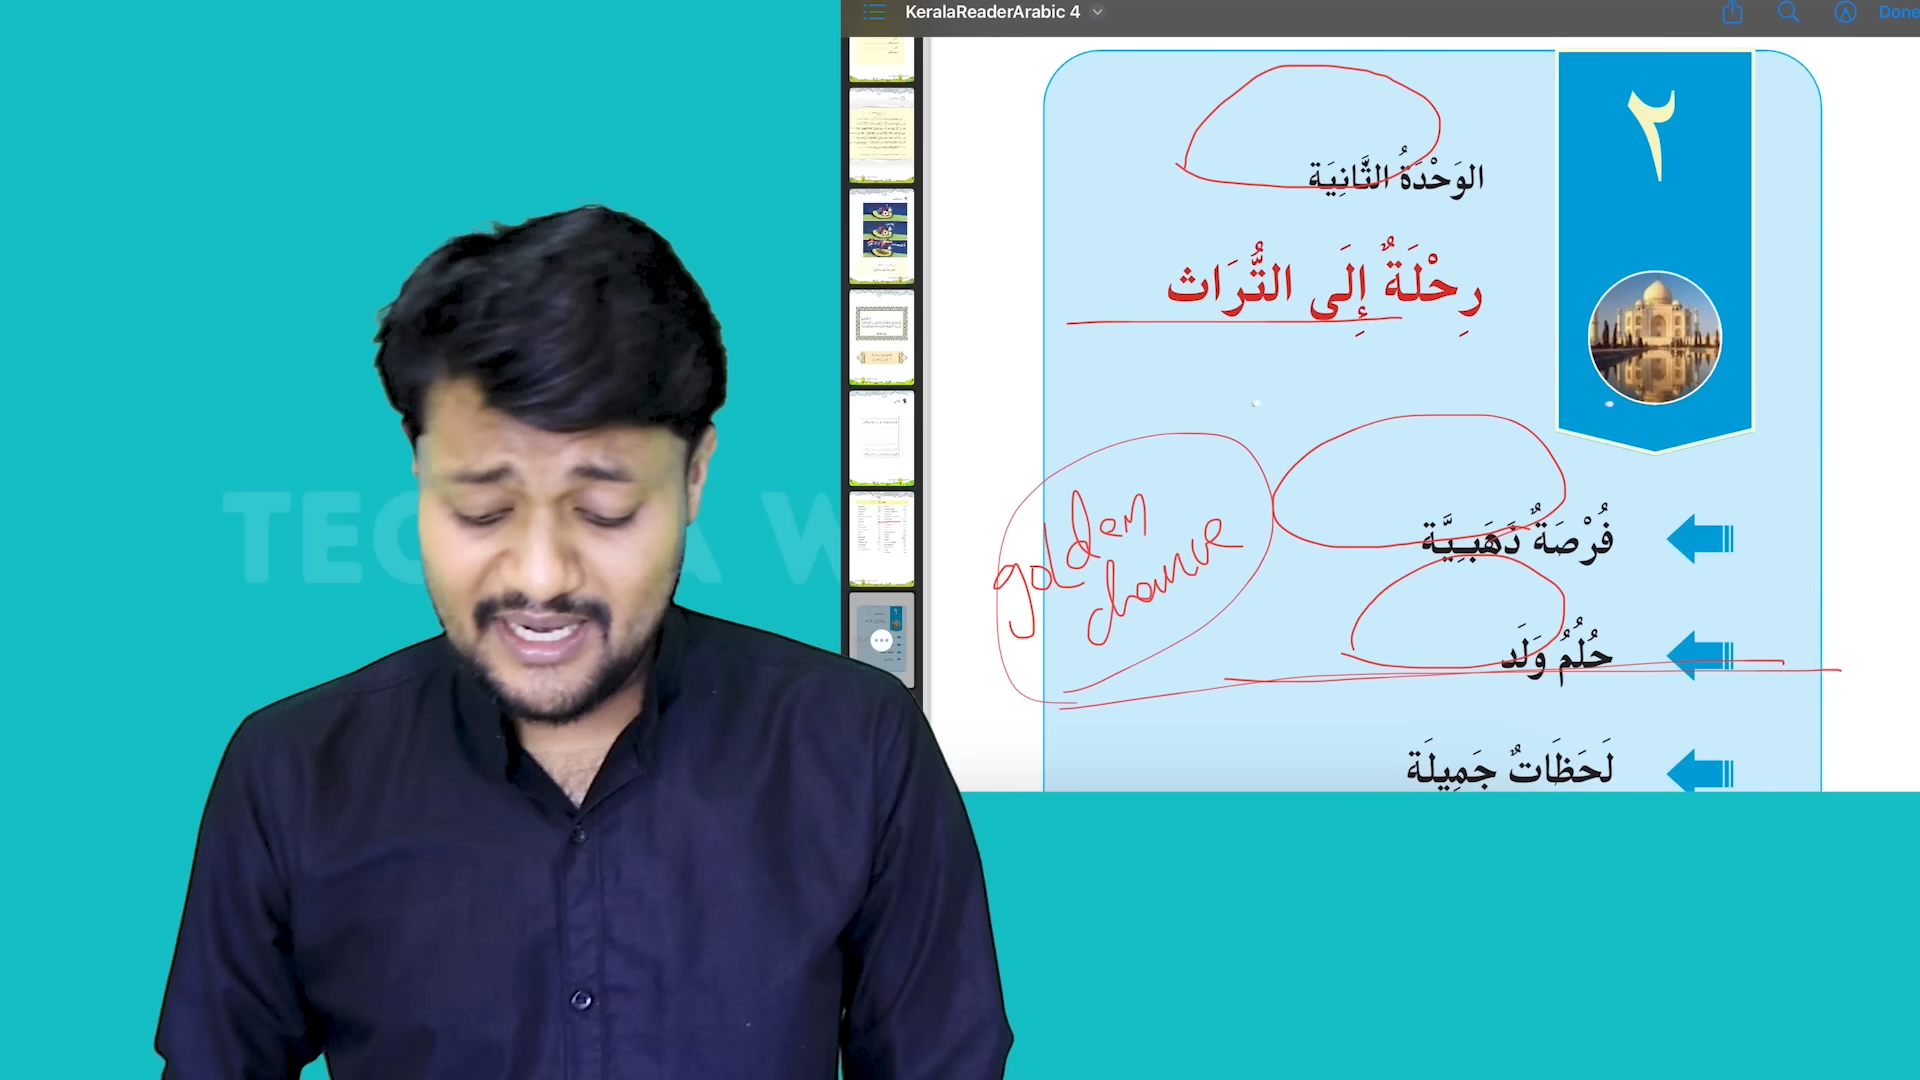 KeralaReaderArabic 4
Done
٢
الوَحْدَةُ الثَّانِيَة
رِحْلَةٌ إِلَى التُّرَاث
فُرْصَةٌ ذَهَبِيَّة
golden
chance
حُلُمُ وَلَد
لَحَظَاتٌ جَمِيلَة